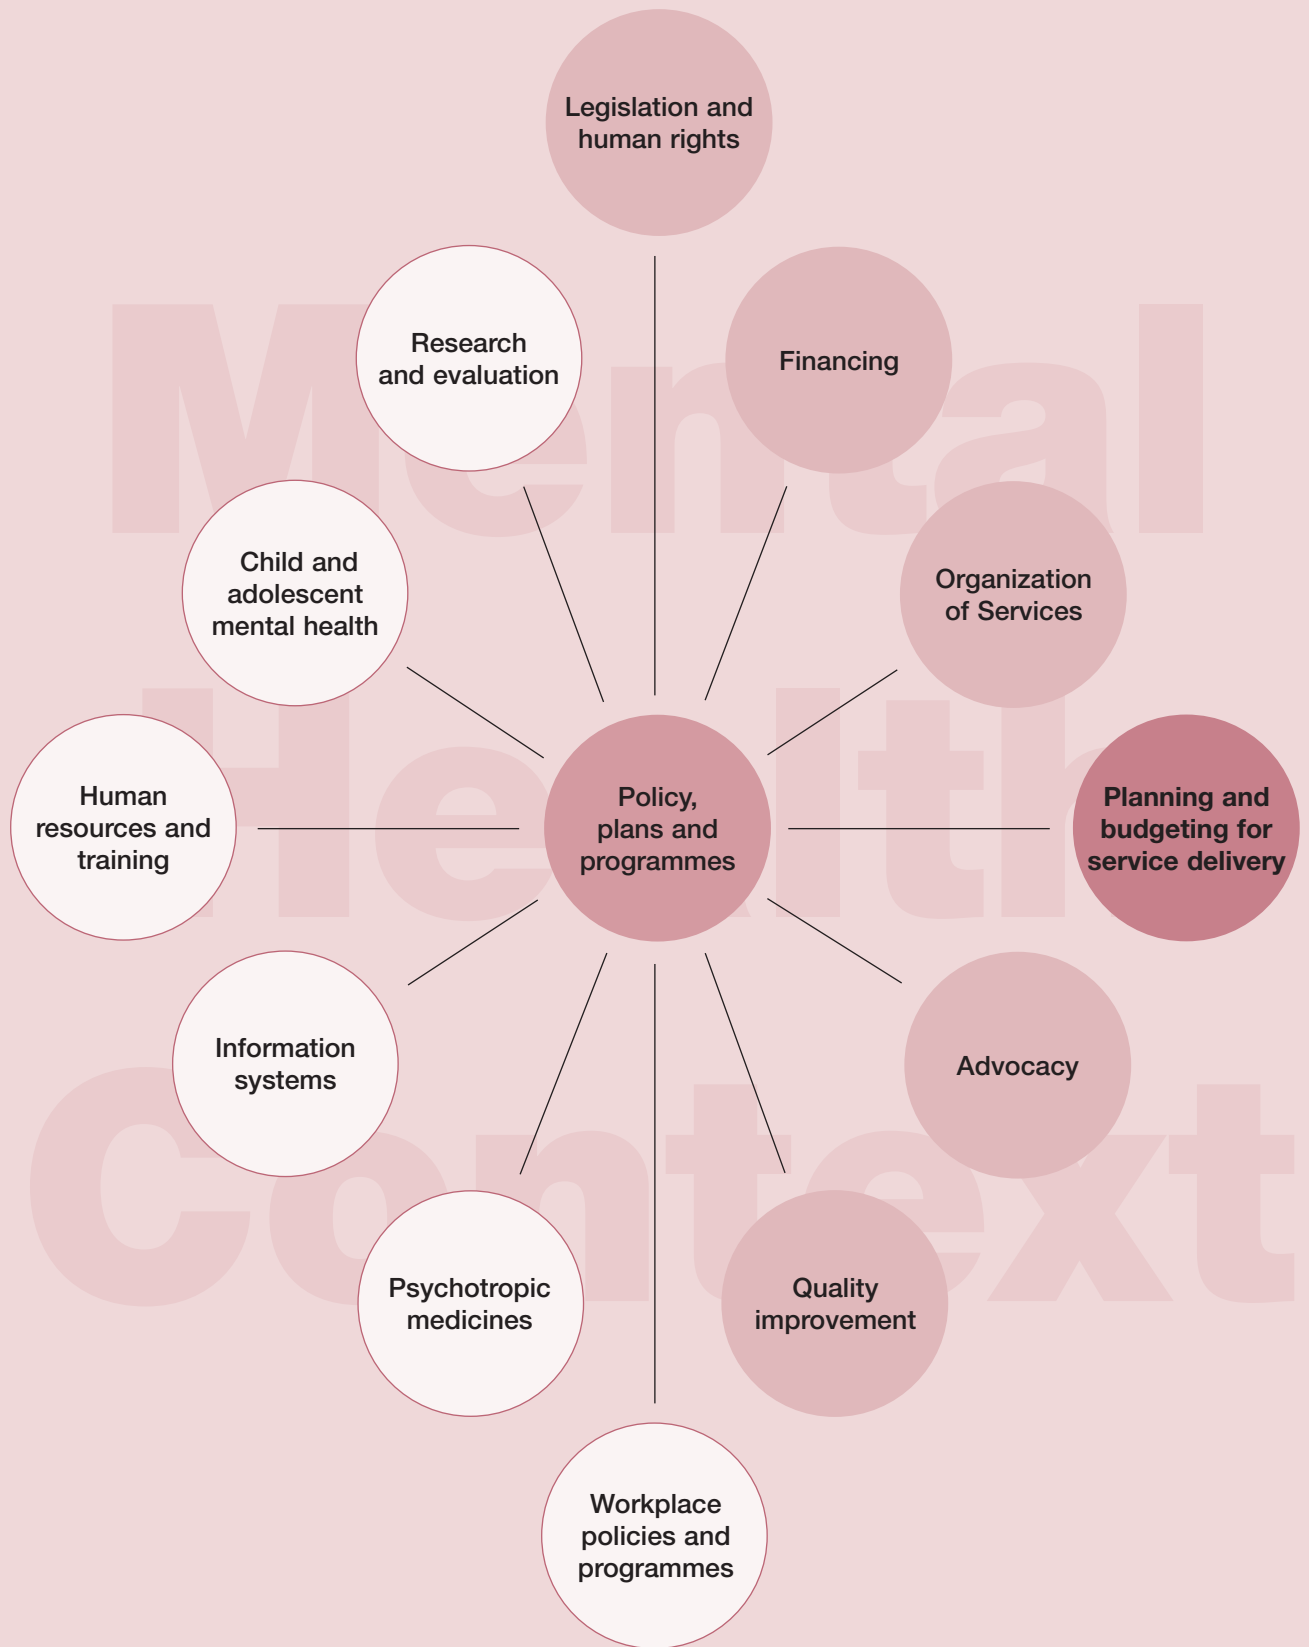 Mental
Health
Context
Legislation and
human rights
Research
and evaluation
Financing
Child and
adolescent
mental health
Organization
of Services
Human
resources and
training
Policy,
plans and
programmes
Planning and
budgeting for
service delivery
Information
systems
Advocacy
Psychotropic
medicines
Quality
improvement
Workplace
policies and
programmes